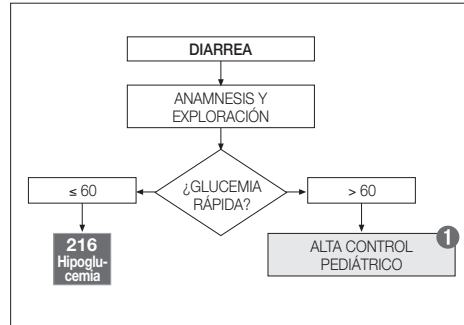 DIARREA
ANAMNESIS Y
EXPLORACIÓN
¿GLUCEMIA
RÁPIDA?
≤ 60
> 60
216
Hipoglu-
cemia
ALTA CONTROL
PEDIÁTRICO
1